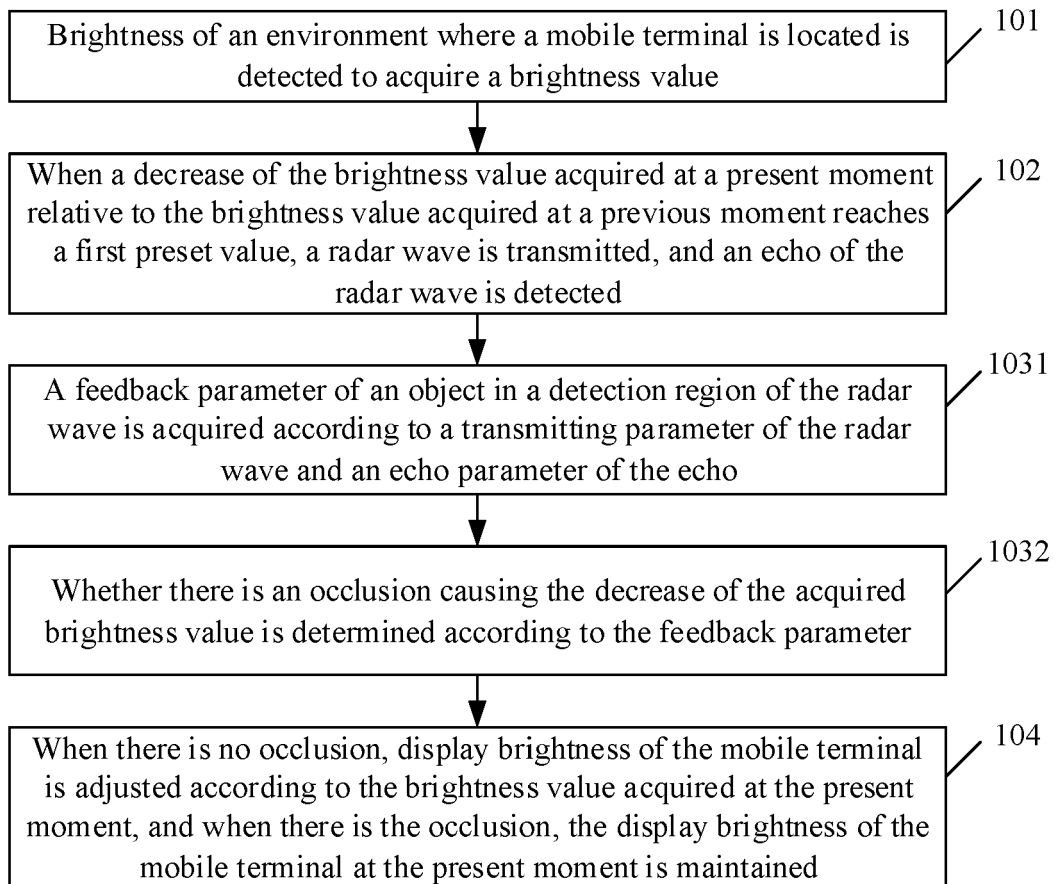 Brightness of an environment where a mobile terminal is located is
detected to acquire a brightness value
101
When a decrease of the brightness value acquired at a present moment
relative to the brightness value acquired at a previous moment reaches
a first preset value, a radar wave is transmitted, and an echo of the
radar wave is detected
102
A feedback parameter of an object in a detection region of the radar
wave is acquired according to a transmitting parameter of the radar
wave and an echo parameter of the echo
1031
Whether there is an occlusion causing the decrease of the acquired
brightness value is determined according to the feedback parameter
1032
When there is no occlusion, display brightness of the mobile terminal
is adjusted according to the brightness value acquired at the present
moment, and when there is the occlusion, the display brightness of the
mobile terminal at the present moment is maintained
104